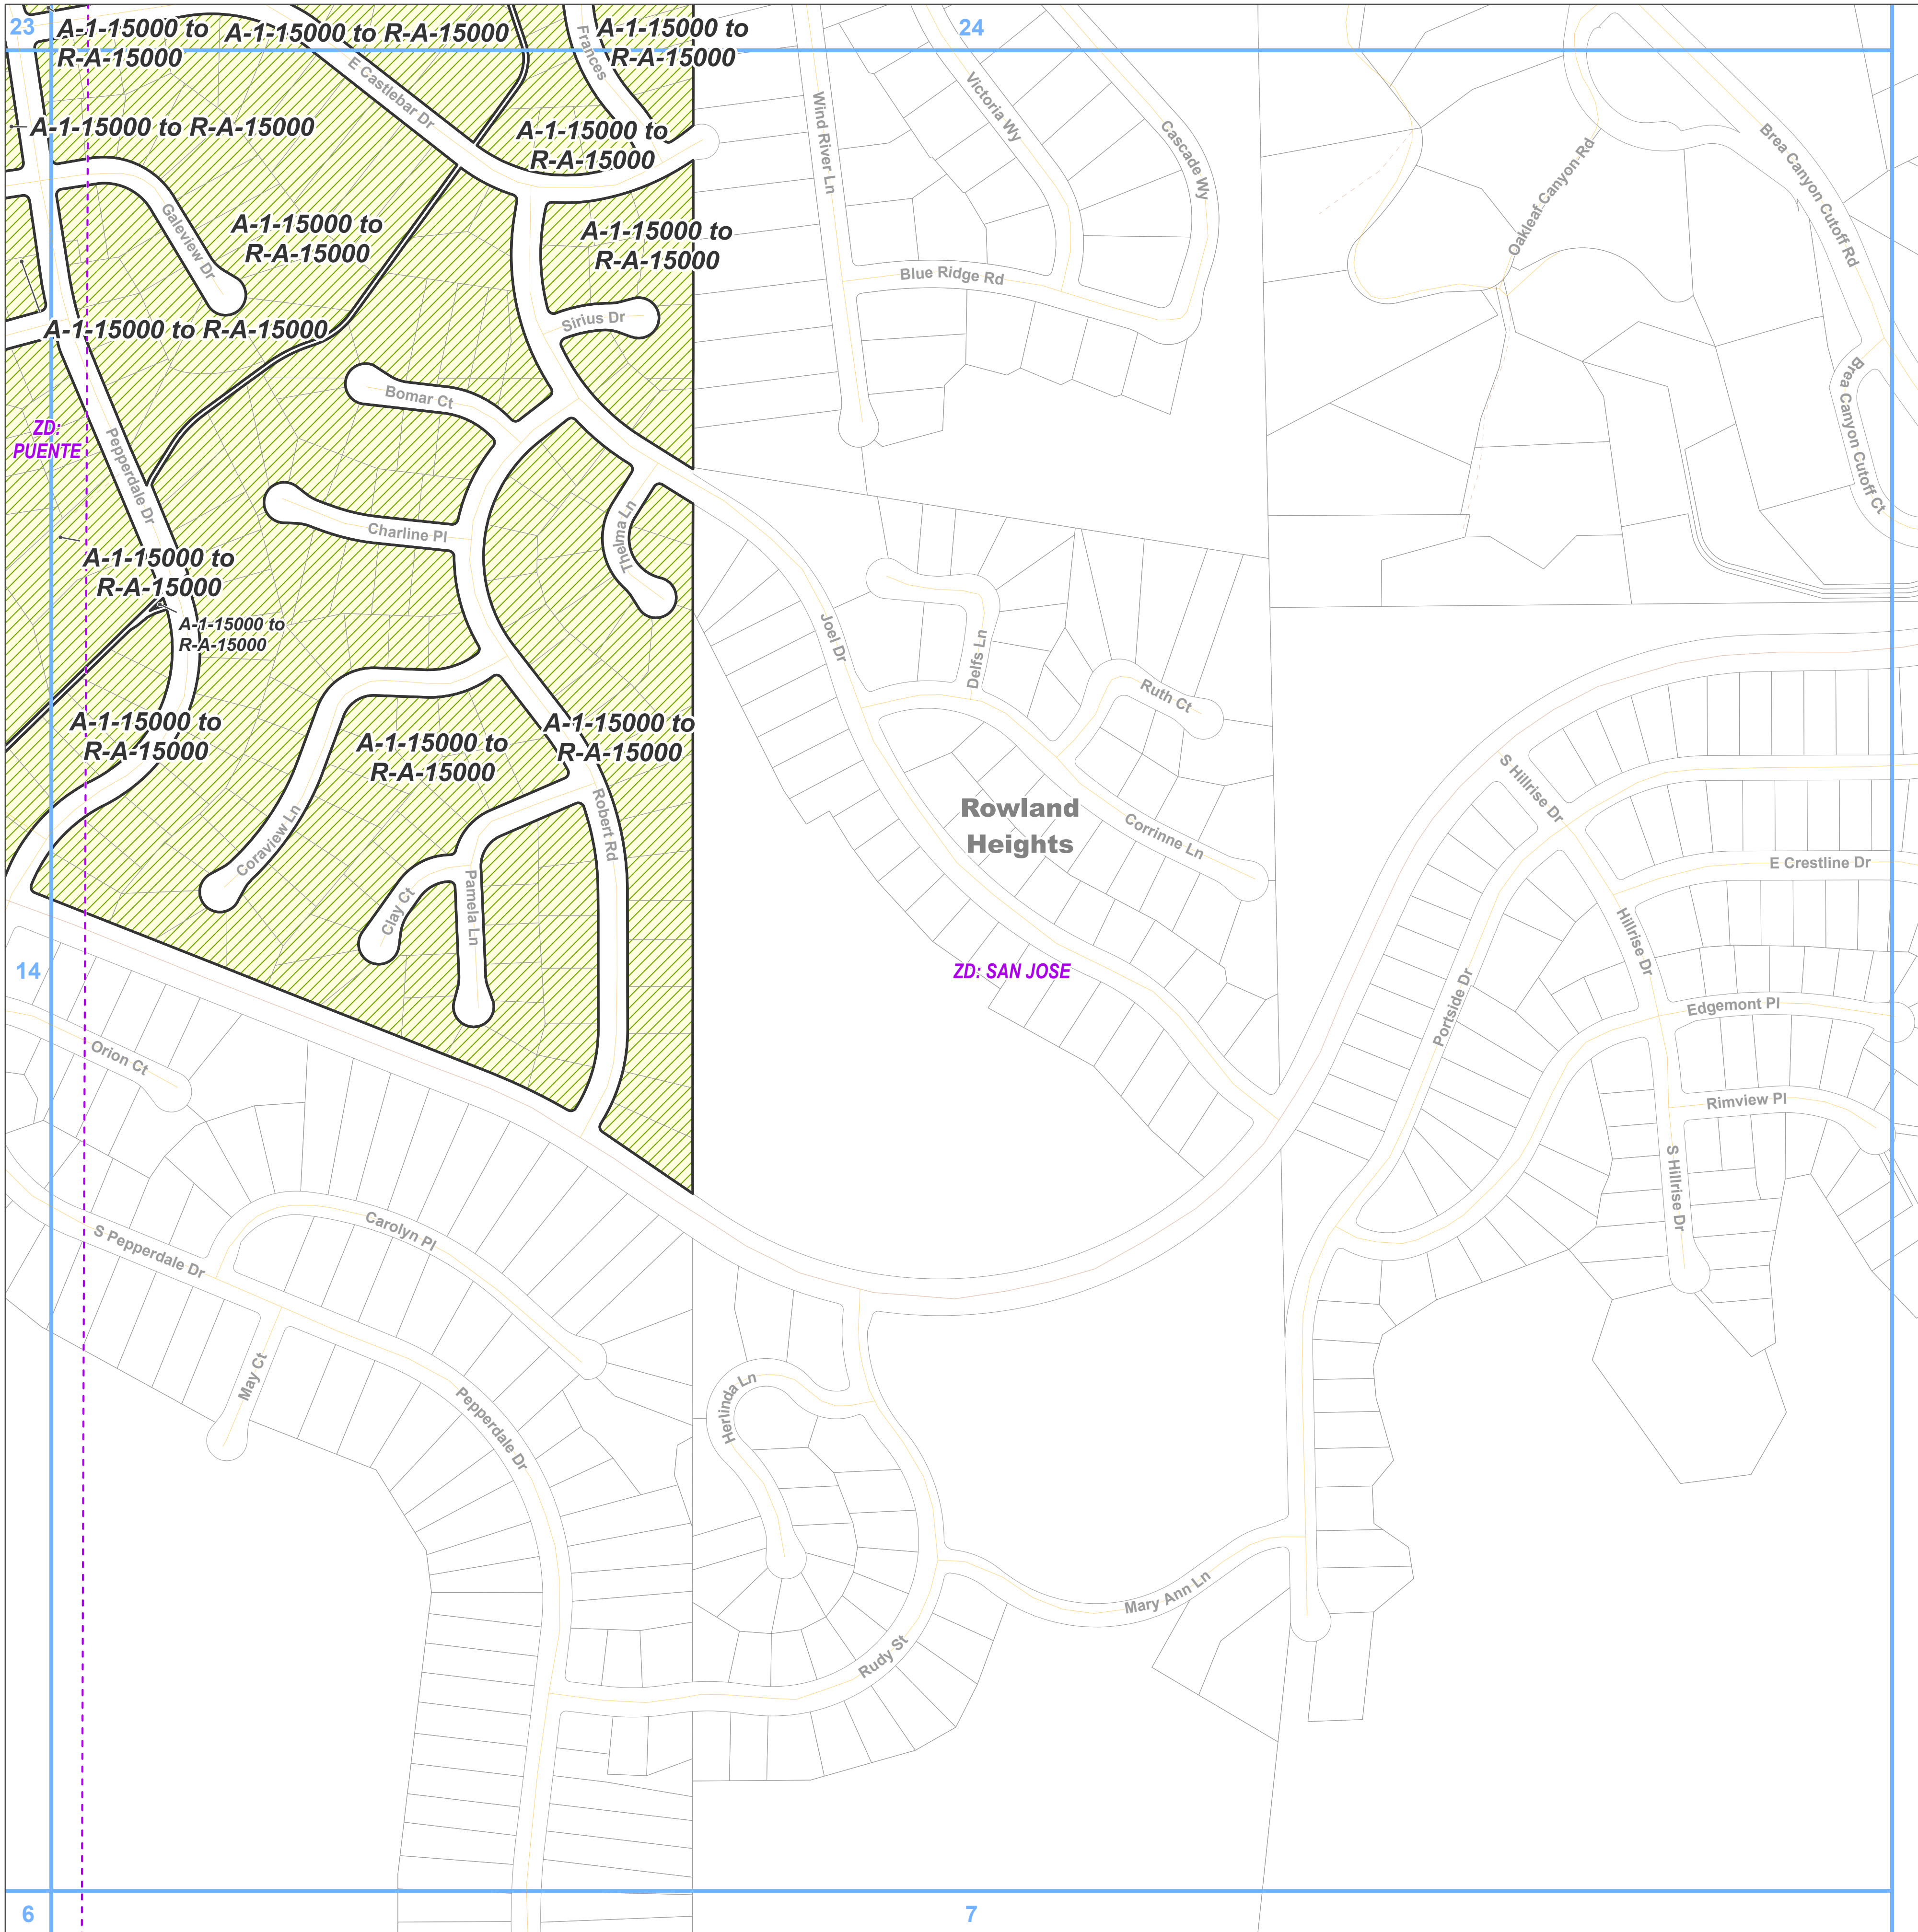 23
24
A-1-15000 to
R-A-15000
A-1-15000 to R-A-15000
A-1-15000 to
R-A-15000
Frances
E Castlebar Dr
A-1-15000 to R-A-15000
A-1-15000 to
R-A-15000
Wind River Ln
Victoria Wy
Cascade Wy
Oakleaf Canyon Rd
Brea Canyon Cutoff Rd
Galeview Dr
A-1-15000 to
R-A-15000
A-1-15000 to
R-A-15000
Blue Ridge Rd
Sirius Dr
A-1-15000 to R-A-15000
Bomar Ct
Brea Canyon Cutoff Ct
ZD:
PUENTE
Pepperdale Dr
Charline Pl
Thelma Ln
A-1-15000 to
R-A-15000
A-1-15000 to
R-A-15000
Joel Dr
Delfs Ln
Ruth Ct
A-1-15000 to
R-A-15000
A-1-15000 to
R-A-15000
A-1-15000 to
R-A-15000
Coraview Ln
Robert Rd
Rowland
Heights
Corrinne Ln
S Hillrise Dr
E Crestline Dr
Clay Ct
Pamela Ln
Hillrise Dr
14
ZD: SAN JOSE
Portside Dr
Edgemont Pl
Orion Ct
Rimview Pl
S Hillrise Dr
S Pepperdale Dr
Carolyn Pl
May Ct
Pepperdale Dr
Herlinda Ln
Mary Ann Ln
Rudy St
6
7